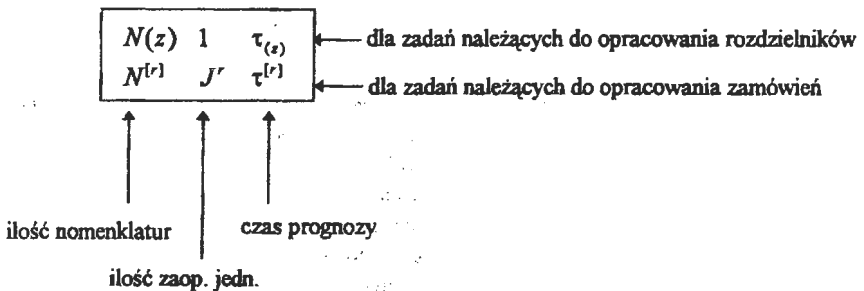 N(z) 1 τ(z) dla zadań należących do opracowania rozdzielników
N[r] Jr τ[r] dla zadań należących do opracowania zamówień
ilość nomenklatur czas prognozy
ilość zaop. jedn.